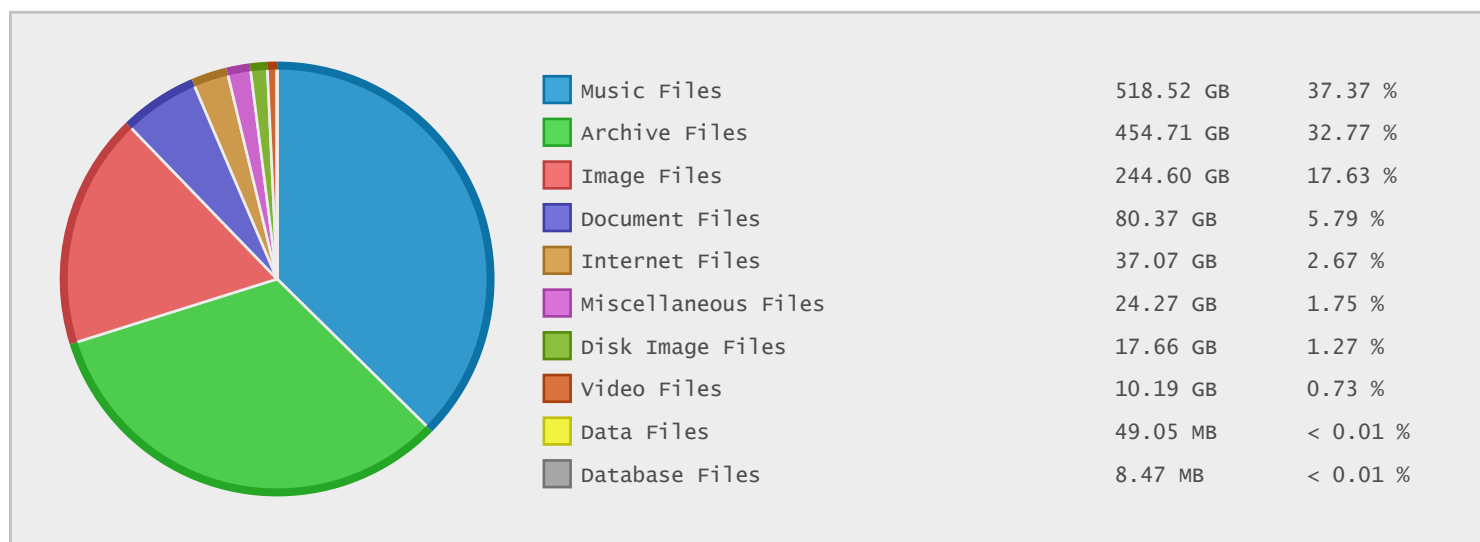 Music Files 518.52 GB 37.37 %
Archive Files 454.71 GB 32.77 %
Image Files 244.60 GB 17.63 %
Document Files 80.37 GB 5.79 %
Internet Files 37.07 GB 2.67 %
Miscellaneous Files 24.27 GB 1.75 %
Disk Image Files 17.66 GB 1.27 %
Video Files 10.19 GB 0.73 %
Data Files 49.05 MB < 0.01 %
Database Files 8.47 MB < 0.01 %